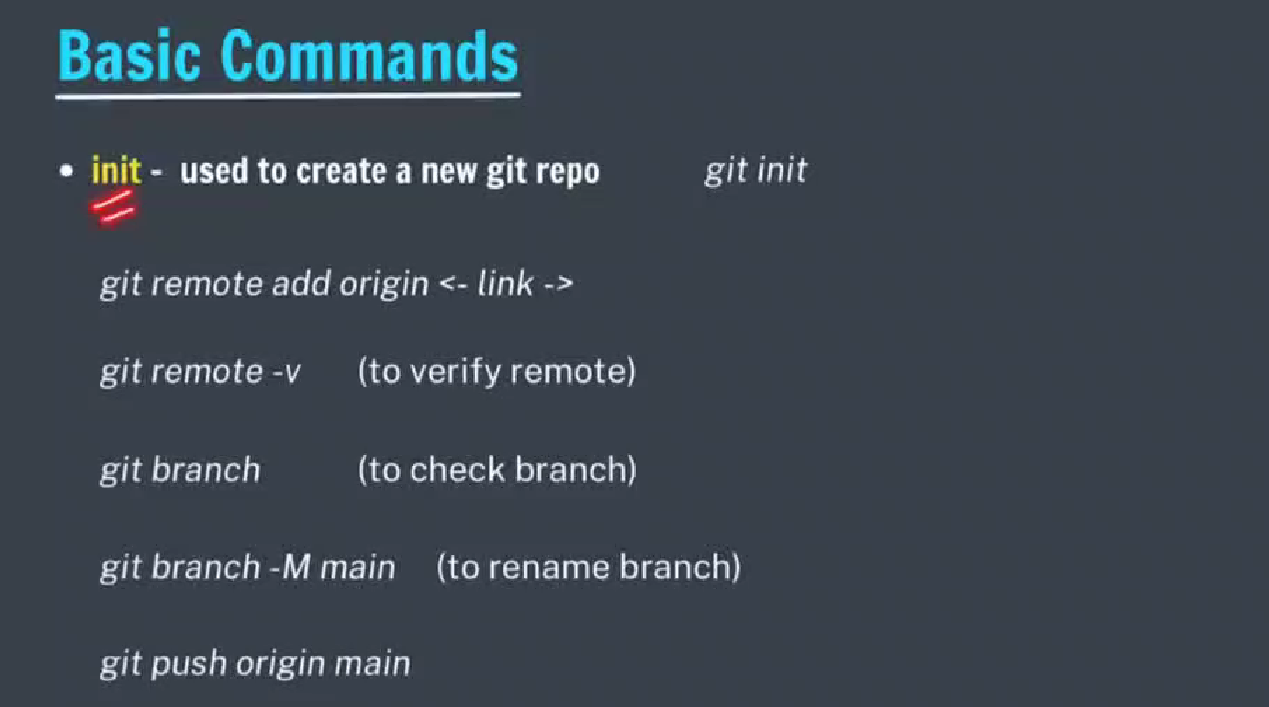 Basic Commands
• init - used to create a new git repo git init
git remote add origin <- link ->
git remote -v (to verify remote)
git branch (to check branch)
git branch -M main (to rename branch)
git push origin main